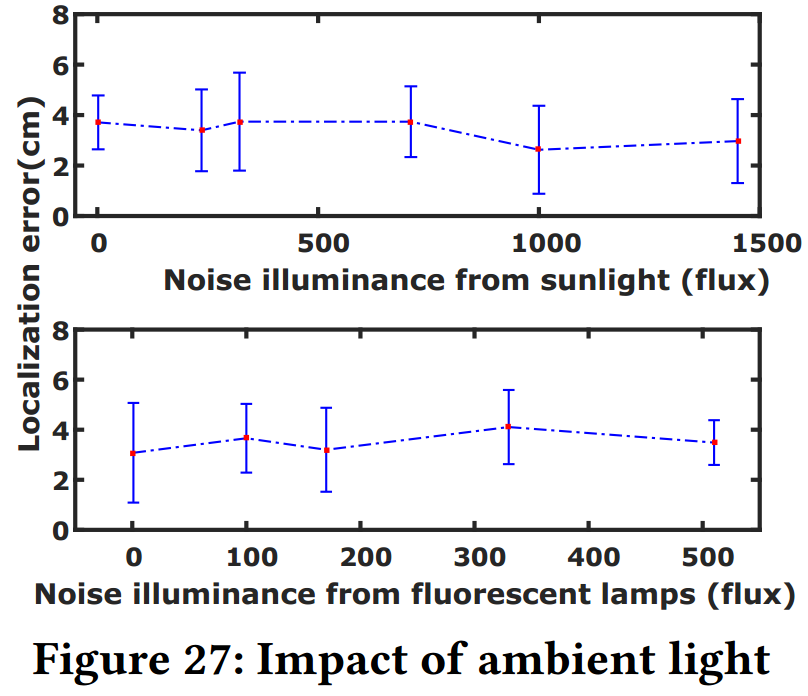 8
6
4
2
0
0 500 1000 1500
Noise illuminance from sunlight (flux)
Localization error(cm)
8
6
4
2
0
0 100 200 300 400 500
Noise illuminance from fluorescent lamps (flux)
Figure 27: Impact of ambient light